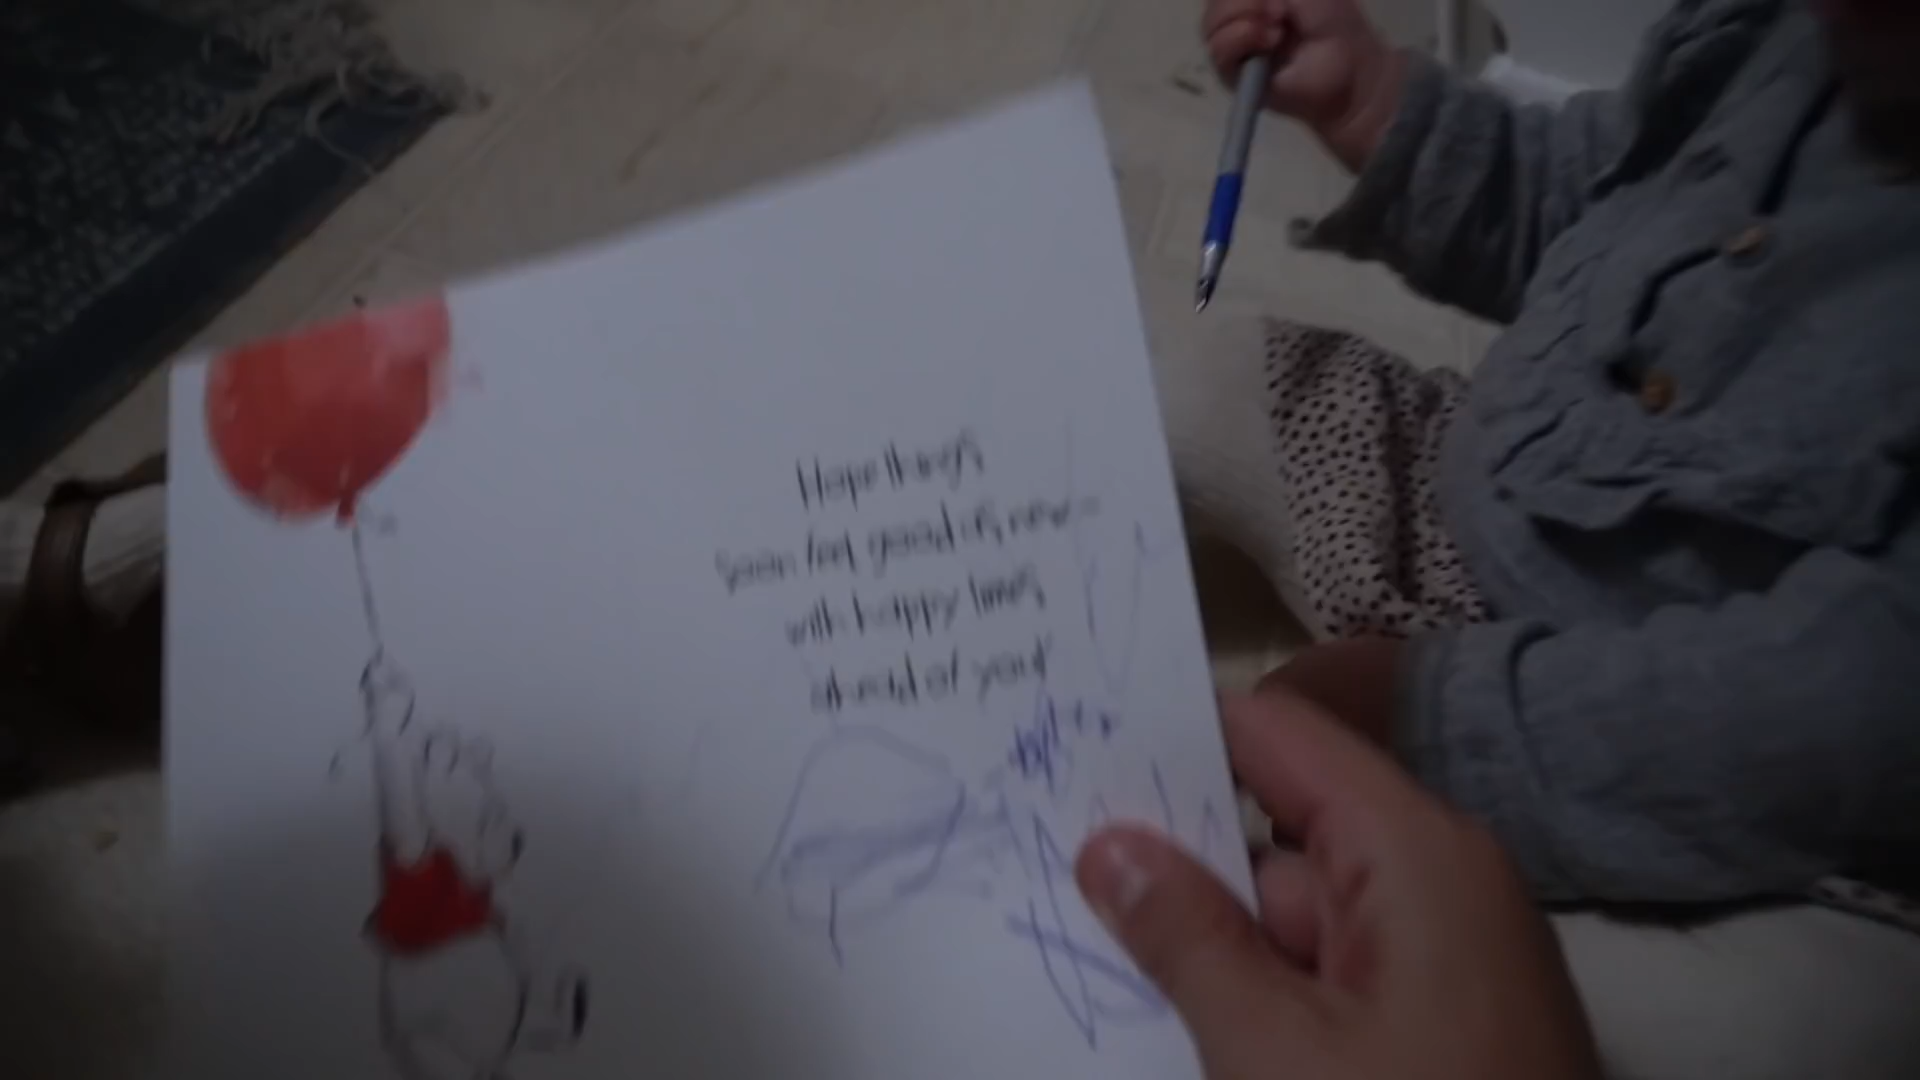 Hope things
soon feel good as new-
with happy times
ahead of you!